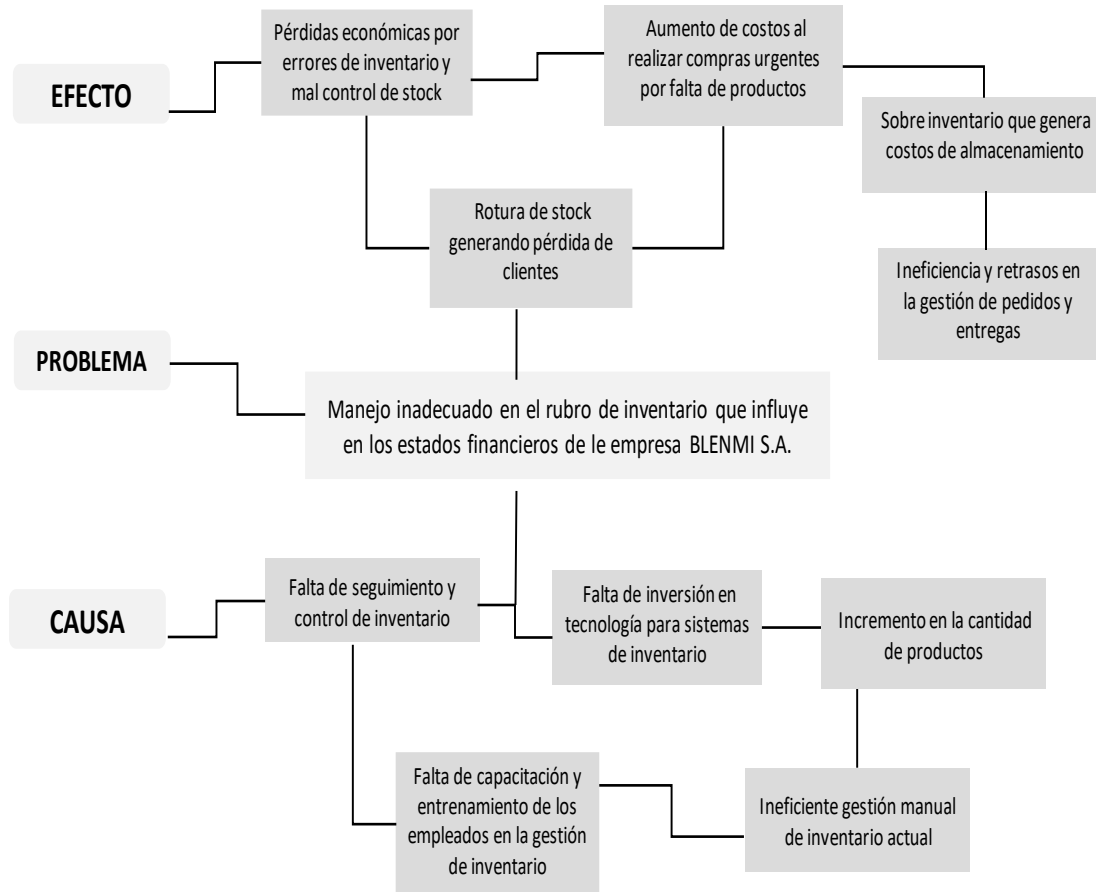 EFECTO
Pérdidas económicas por
errores de inventario y
mal control de stock
Aumento de costos al
realizar compras urgentes
por falta de productos
Sobre inventario que genera
costos de almacenamiento
Rotura de stock
generando pérdida de
clientes
Ineficiencia y retrasos en
la gestión de pedidos y
entregas
PROBLEMA
Manejo inadecuado en el rubro de inventario que influye
en los estados financieros de le empresa BLENMI S.A.
CAUSA
Falta de seguimiento y
control de inventario
Falta de inversión en
tecnología para sistemas
de inventario
Incremento en la cantidad
de productos
Falta de capacitación y
entrenamiento de los
empleados en la gestión
de inventario
Ineficiente gestión manual
de inventario actual